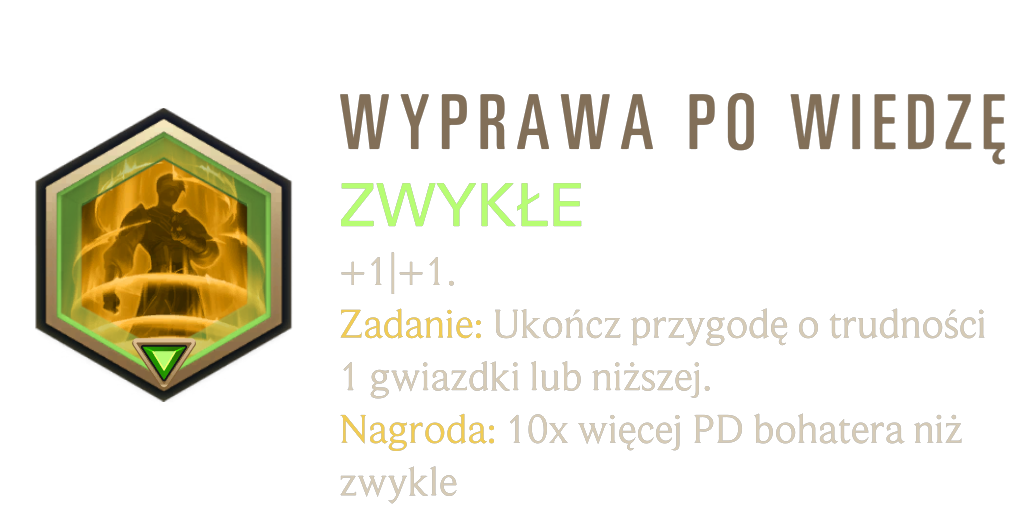 WYPRAWA PO WIEDZĘ
ZWYKŁE
+1|+1.
Zadanie: Ukończ przygodę o trudności
1 gwiazdki lub niższej.
Nagroda: 10x więcej PD bohatera niż
zwykle